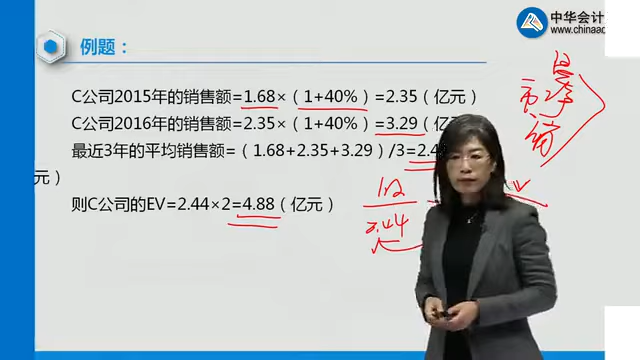 中华会计
www.chinaac
例题：
C公司2015年的销售额=1.68×（1+40%）=2.35（亿元）
C公司2016年的销售额=2.35×（1+40%）=3.29（亿
最近3年的平均销售额=（1.68+2.35+3.29）/3=2.4
元）
则C公司的EV=2.44×2=4.88（亿元）
2.44